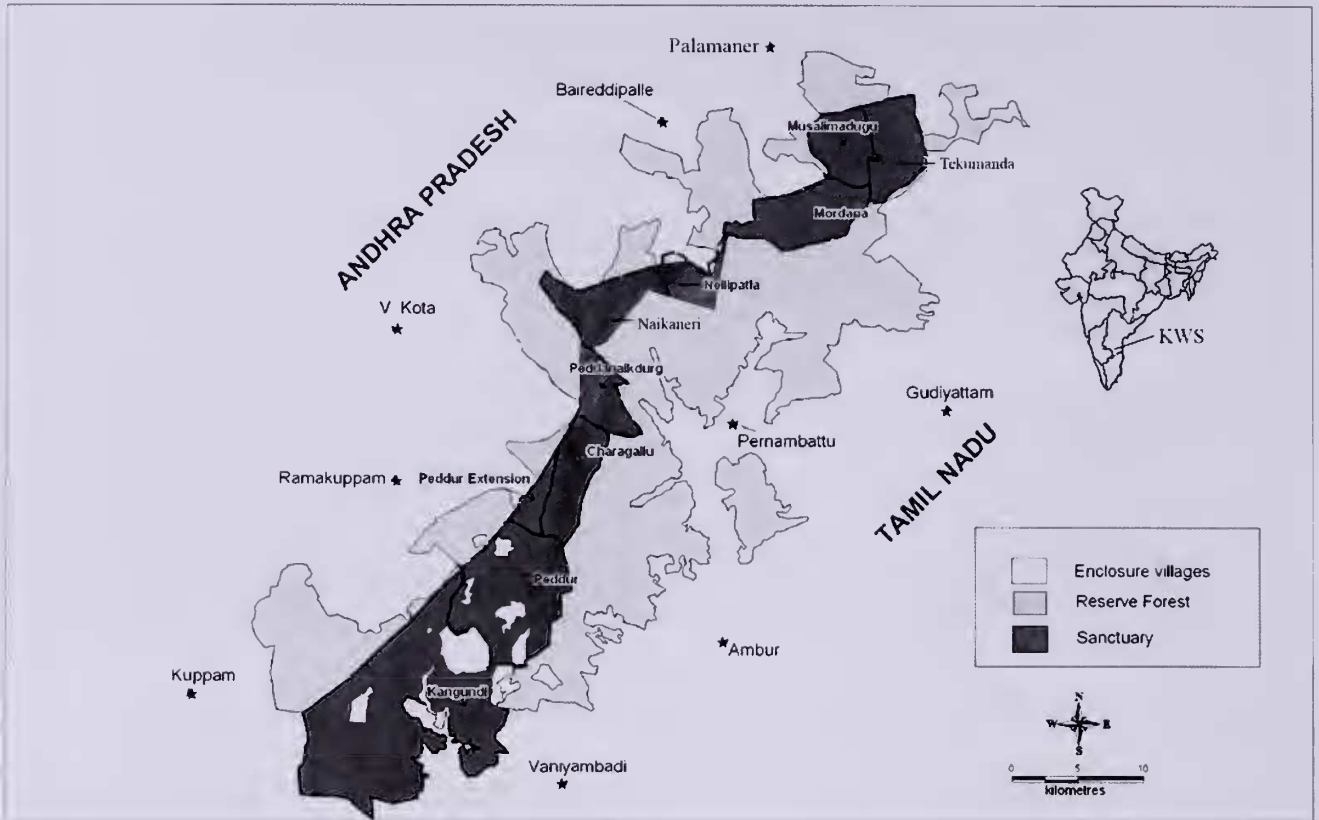 Palamaner
Baireddipalle
ANDHRA PRADESH
Musalimadugu
Tekumanda
Mordana
Nellipatla
V Kota
Naikaneri
KWS
Peddanaikdurg
Gudiyattam
Pernambattu
Charagallu
Ramakuppam
Peddur Extension
TAMIL NADU
Enclosure villages
Reserve Forest
Sanctuary
Peddur
Ambur
Kuppam
Kangundi
N
W E
S
Vaniyambadi
0 5 10
kilometres